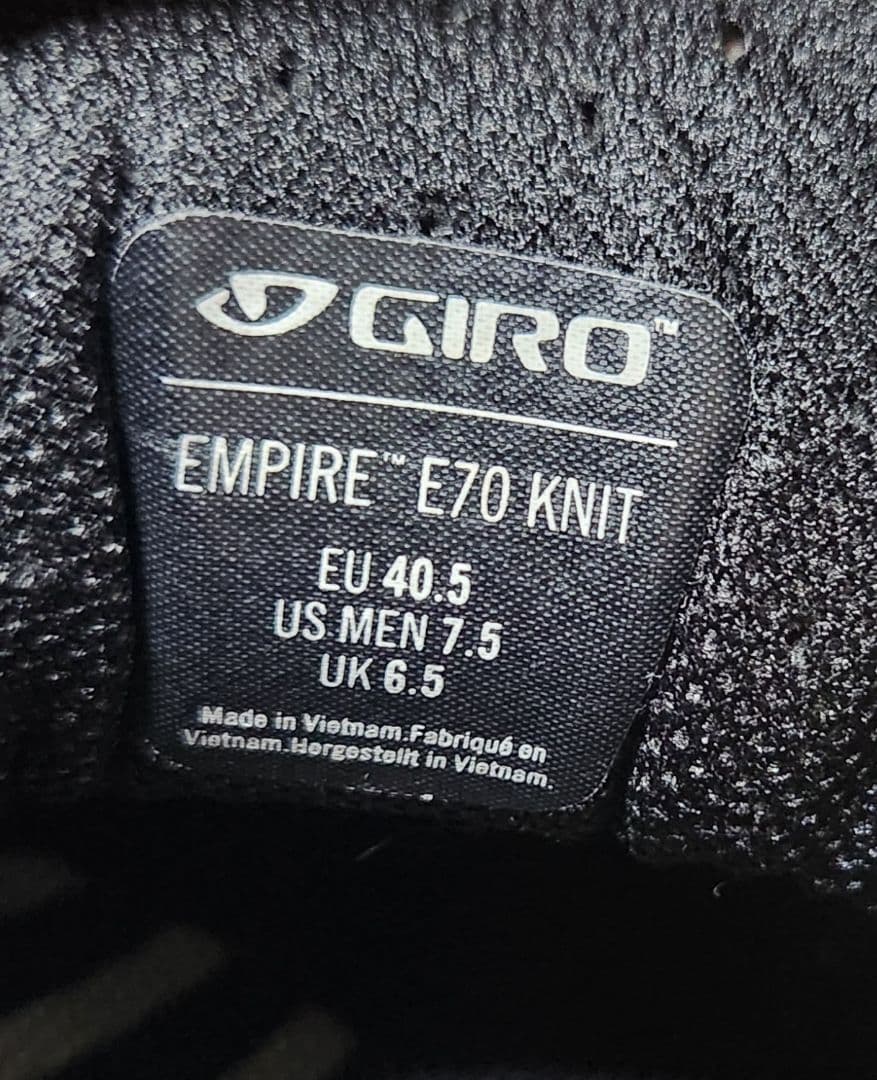 GIRO™
EMPIRE™ E70 KNIT
EU 40.5
US MEN 7.5
UK 6.5
Made in Vietnam.Fabriqué en
Vietnam.Hergestellt in Vietnam.